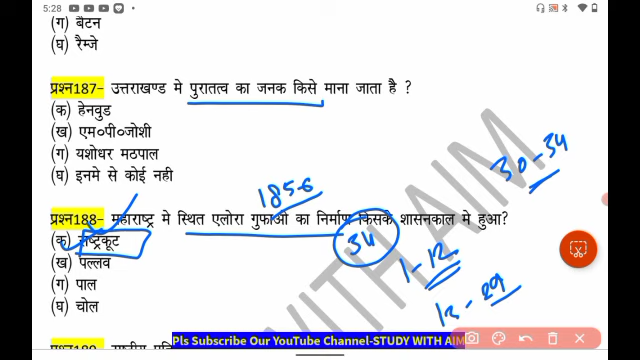 5:28
(ग) बैटन
(घ) रैम्जे
प्रश्न187- उत्तराखण्ड मे पुरातत्व का जनक किसे माना जाता है ?
(क) हेनवुड
(ख) एम०पी०जोशी
(ग) यशोधर मठपाल
(घ) इनमे से कोई नही
30-34
1856
प्रश्न188- महाराष्ट्र मे स्थित एलोरा गुफाओ का निर्माण किसके शासनकाल मे हुआ?
(क) राष्ट्रकूट
34
(ख) पल्लव
1-12
(ग) पाल
13-29
(घ) चोल
WITH AIM
Pls Subscribe Our YouTube Channel-STUDY WITH AIM